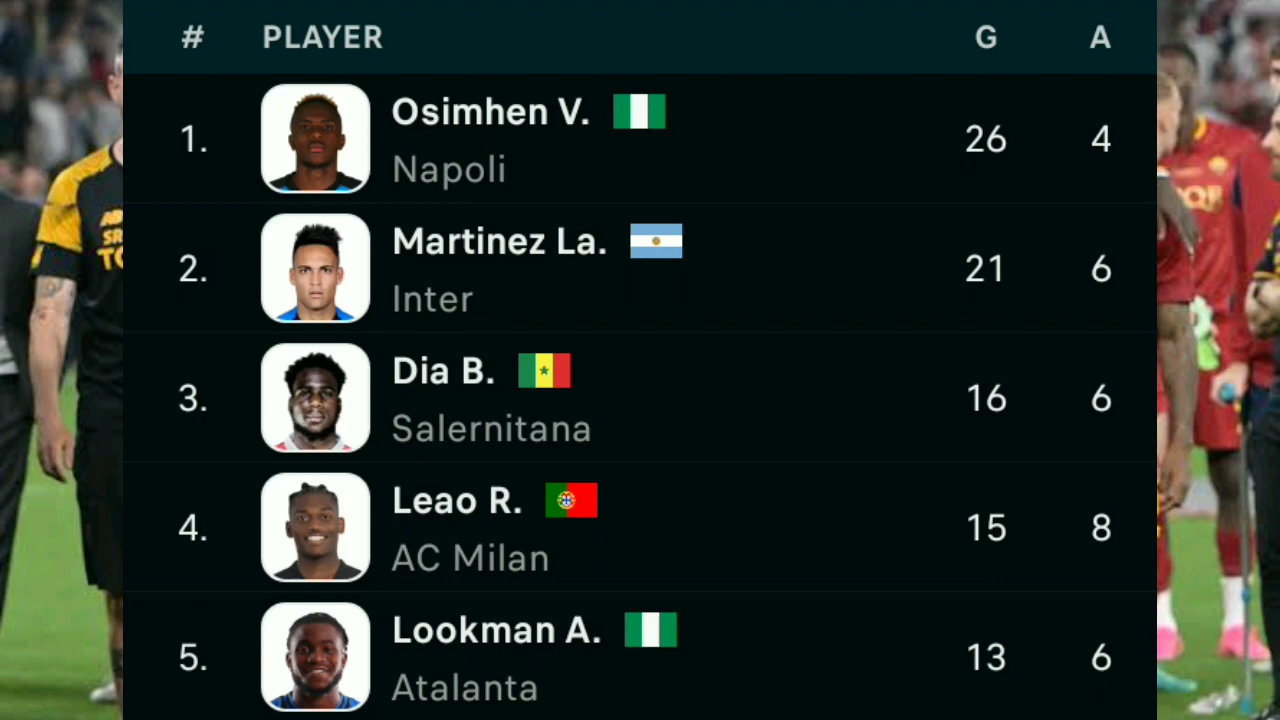 # PLAYER G A
1. Osimhen V. 26 4
Napoli
2. Martinez La. 21 6
Inter
3. Dia B. 16 6
Salernitana
4. Leao R. 15 8
AC Milan
5. Lookman A. 13 6
Atalanta